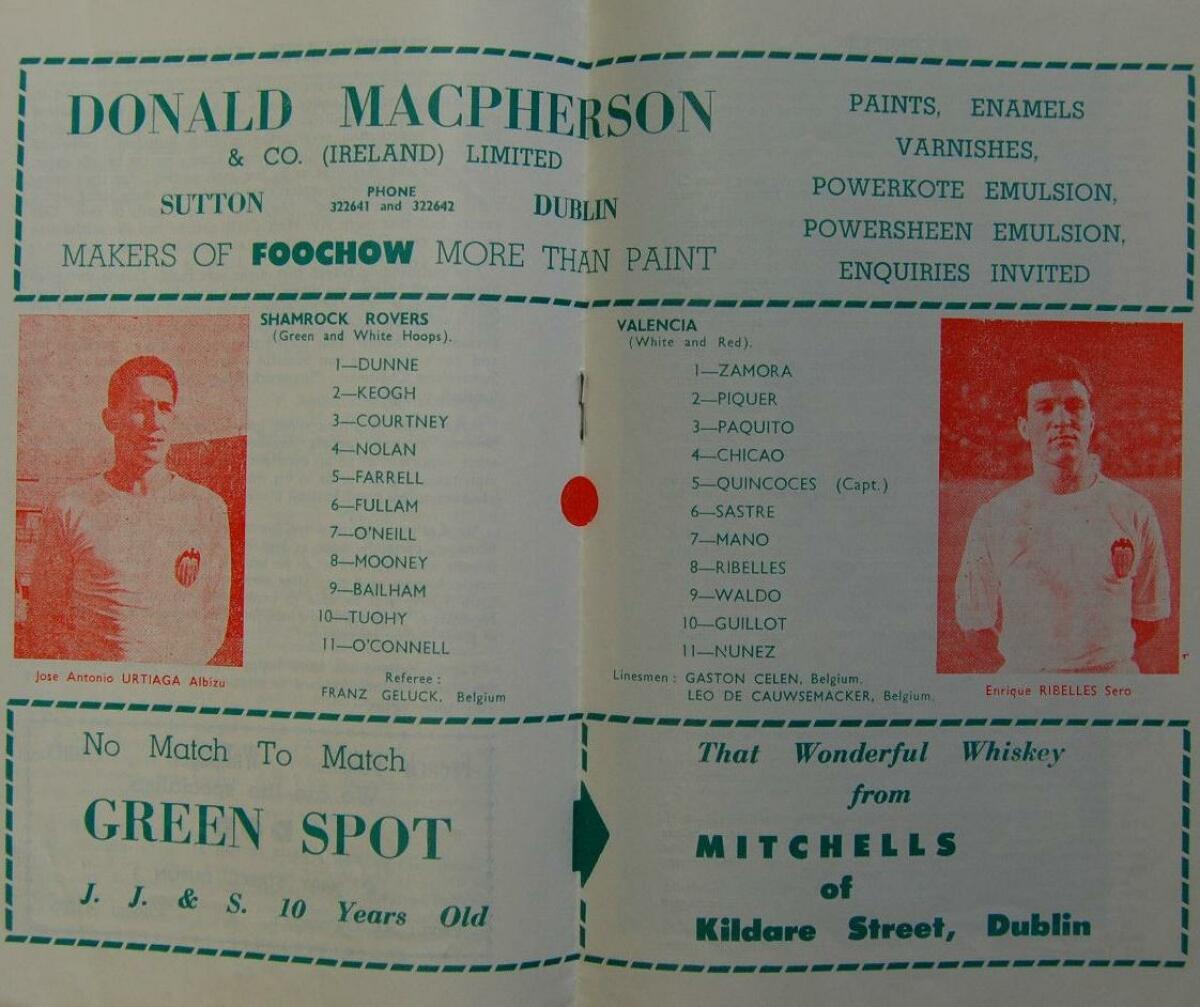 DONALD MACPHERSON
& CO. (IRELAND) LIMITED
SUTTON PHONE 322641 and 322642 DUBLIN
MAKERS OF FOOCHOW MORE THAN PAINT
PAINTS, ENAMELS
VARNISHES,
POWERKOTE EMULSION,
POWERSHEEN EMULSION,
ENQUIRIES INVITED
SHAMROCK ROVERS
(Green and White Hoops).
1—DUNNE
2—KEOGH
3—COURTNEY
4—NOLAN
5—FARRELL
6—FULLAM
7—O'NEILL
8—MOONEY
9—BAILHAM
10—TUOHY
11—O'CONNELL
Jose Antonio URTIAGA Albizu
Referee :
FRANZ GELUCK, Belgium
VALENCIA
(White and Red).
1—ZAMORA
2—PIQUER
3—PAQUITO
4—CHICAO
5—QUINCOCES (Capt.)
6—SASTRE
7—MANO
8—RIBELLES
9—WALDO
10—GUILLOT
11—NUNEZ
Linesmen : GASTON CELEN, Belgium.
LEO DE CAUWSEMACKER, Belgium.
Enrique RIBELLES Sero
No Match To Match
GREEN SPOT
J. J. & S. 10 Years Old
That Wonderful Whiskey
from
MITCHELLS
of
Kildare Street, Dublin